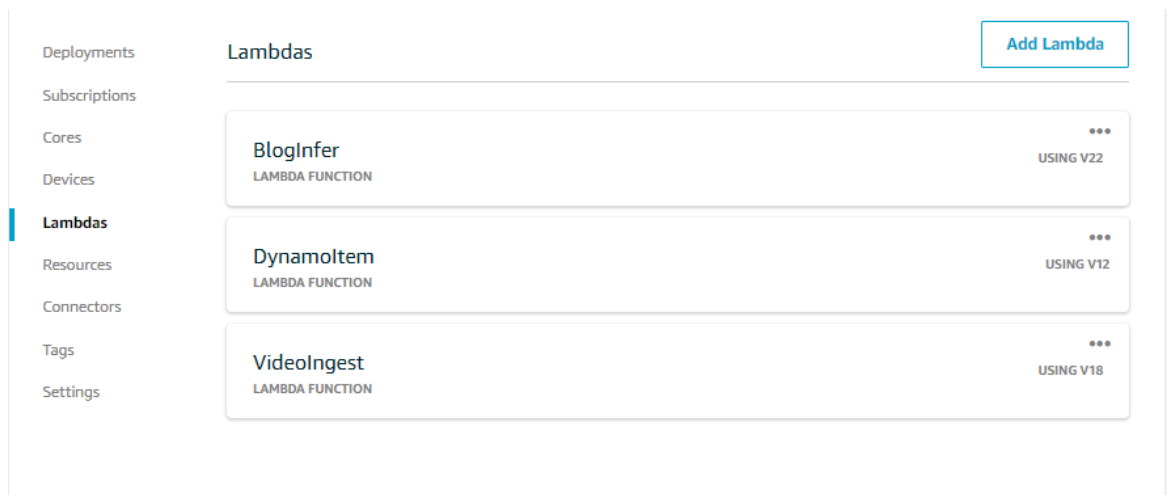 Deployments
Subscriptions
Cores
Devices
Lambdas
Resources
Connectors
Tags
Settings
Lambdas
Add Lambda
BlogInfer
LAMBDA FUNCTION
USING V22
DynamoItem
LAMBDA FUNCTION
USING V12
VideoIngest
LAMBDA FUNCTION
USING V18